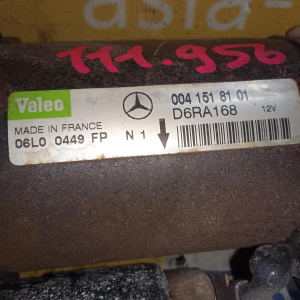 asia-
111.956
Valeo
004 151 81 01
D6RA168 12V
MADE IN FRANCE
06L0 0449 FP N 1